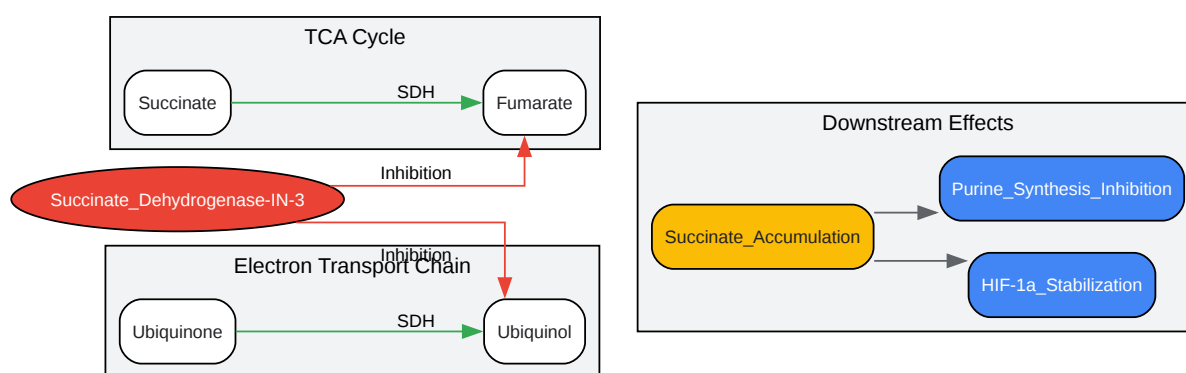 TCA Cycle
Succinate
SDH
Fumarate
Succinate_Dehydrogenase-IN-3
Inhibition
Inhibition
Electron Transport Chain
Ubiquinone
SDH
Ubiquinol
Downstream Effects
Succinate_Accumulation
Purine_Synthesis_Inhibition
HIF-1a_Stabilization